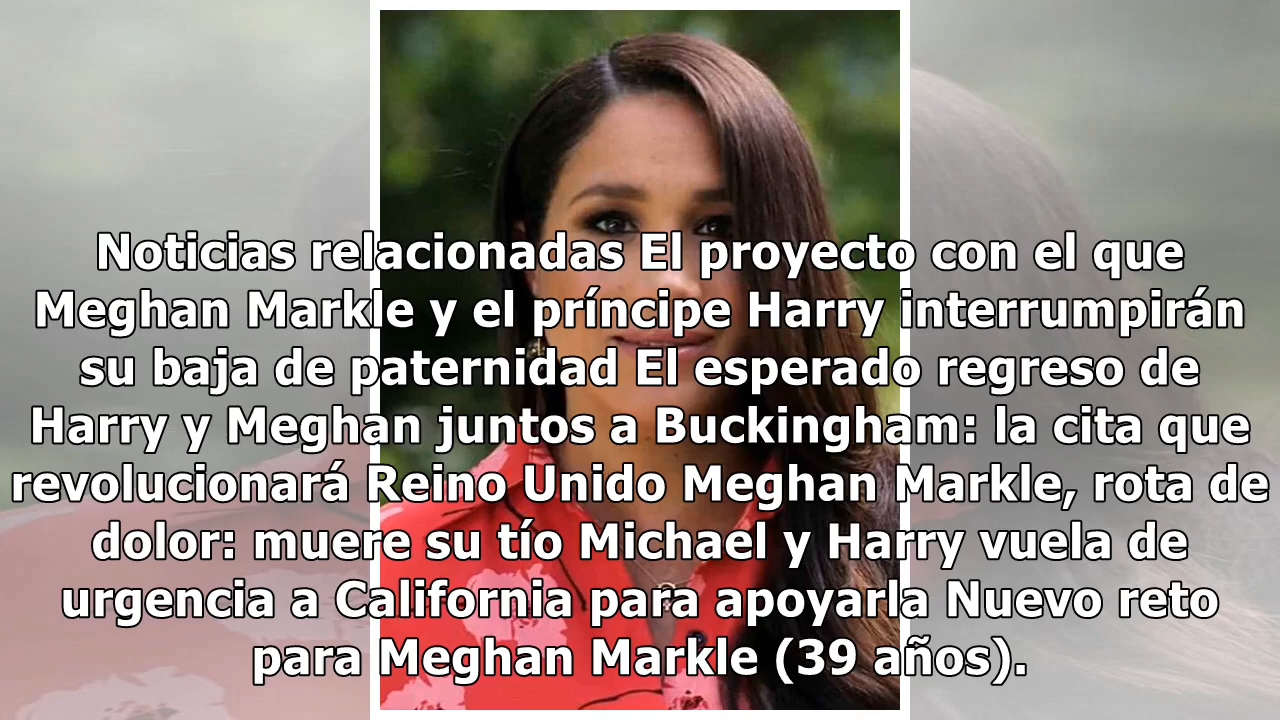 Noticias relacionadas El proyecto con el que
Meghan Markle y el príncipe Harry interrumpirán
su baja de paternidad El esperado regreso de
Harry y Meghan juntos a Buckingham: la cita que
revolucionará Reino Unido Meghan Markle, rota de
dolor: muere su tío Michael y Harry vuela de
urgencia a California para apoyarla Nuevo reto
para Meghan Markle (39 años).